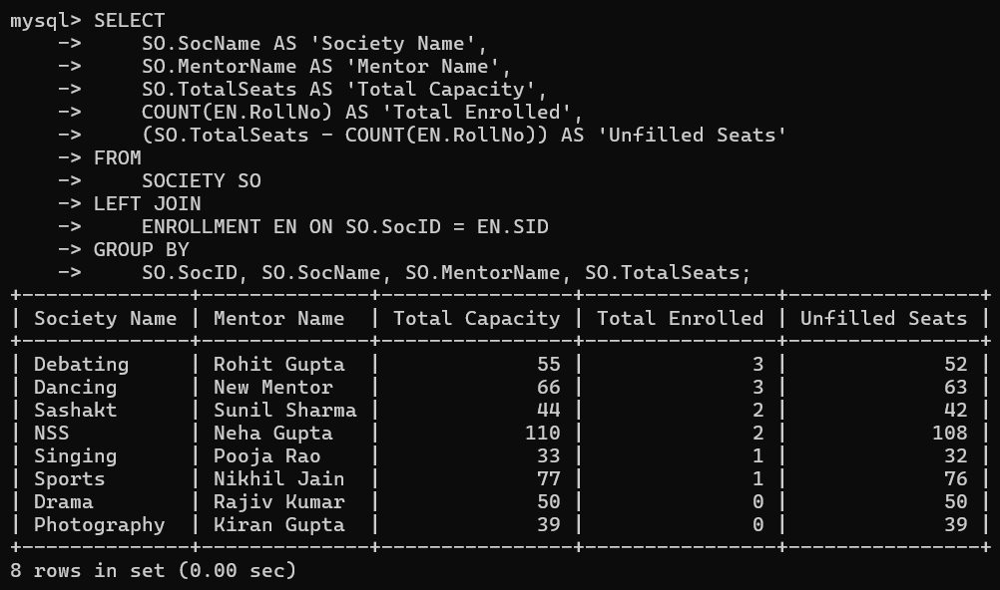 mysql> SELECT
    ->     SO.SocName AS 'Society Name',
    ->     SO.MentorName AS 'Mentor Name',
    ->     SO.TotalSeats AS 'Total Capacity',
    ->     COUNT(EN.RollNo) AS 'Total Enrolled',
    ->     (SO.TotalSeats - COUNT(EN.RollNo)) AS 'Unfilled Seats'
    -> FROM
    ->     SOCIETY SO
    -> LEFT JOIN
    ->     ENROLLMENT EN ON SO.SocID = EN.SID
    -> GROUP BY
    ->     SO.SocID, SO.SocName, SO.MentorName, SO.TotalSeats;
+--------------+--------------+----------------+----------------+----------------+
| Society Name | Mentor Name  | Total Capacity | Total Enrolled | Unfilled Seats |
+--------------+--------------+----------------+----------------+----------------+
| Debating     | Rohit Gupta  |             55 |              3 |             52 |
| Dancing      | New Mentor   |             66 |              3 |             63 |
| Sashakt      | Sunil Sharma |             44 |              2 |             42 |
| NSS          | Neha Gupta   |            110 |              2 |            108 |
| Singing      | Pooja Rao    |             33 |              1 |             32 |
| Sports       | Nikhil Jain  |             77 |              1 |             76 |
| Drama        | Rajiv Kumar  |             50 |              0 |             50 |
| Photography  | Kiran Gupta  |             39 |              0 |             39 |
+--------------+--------------+----------------+----------------+----------------+
8 rows in set (0.00 sec)